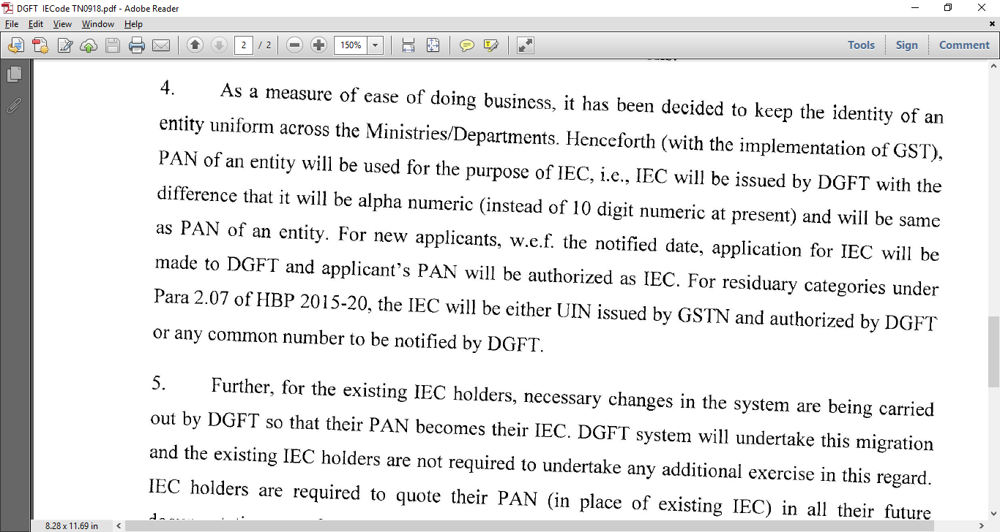 DGFT IECode TN0918.pdf - Adobe Reader
File Edit View Window Help
2 / 2 150% Tools Sign Comment
4. As a measure of ease of doing business, it has been decided to keep the identity of an
entity uniform across the Ministries/Departments. Henceforth (with the implementation of GST),
PAN of an entity will be used for the purpose of IEC, i.e., IEC will be issued by DGFT with the
difference that it will be alpha numeric (instead of 10 digit numeric at present) and will be same
as PAN of an entity. For new applicants, w.e.f. the notified date, application for IEC will be
made to DGFT and applicant's PAN will be authorized as IEC. For residuary categories under
Para 2.07 of HBP 2015-20, the IEC will be either UIN issued by GSTN and authorized by DGFT
or any common number to be notified by DGFT.
5. Further, for the existing IEC holders, necessary changes in the system are being carried
out by DGFT so that their PAN becomes their IEC. DGFT system will undertake this migration
and the existing IEC holders are not required to undertake any additional exercise in this regard.
IEC holders are required to quote their PAN (in place of existing IEC) in all their future
8.28 x 11.69 in